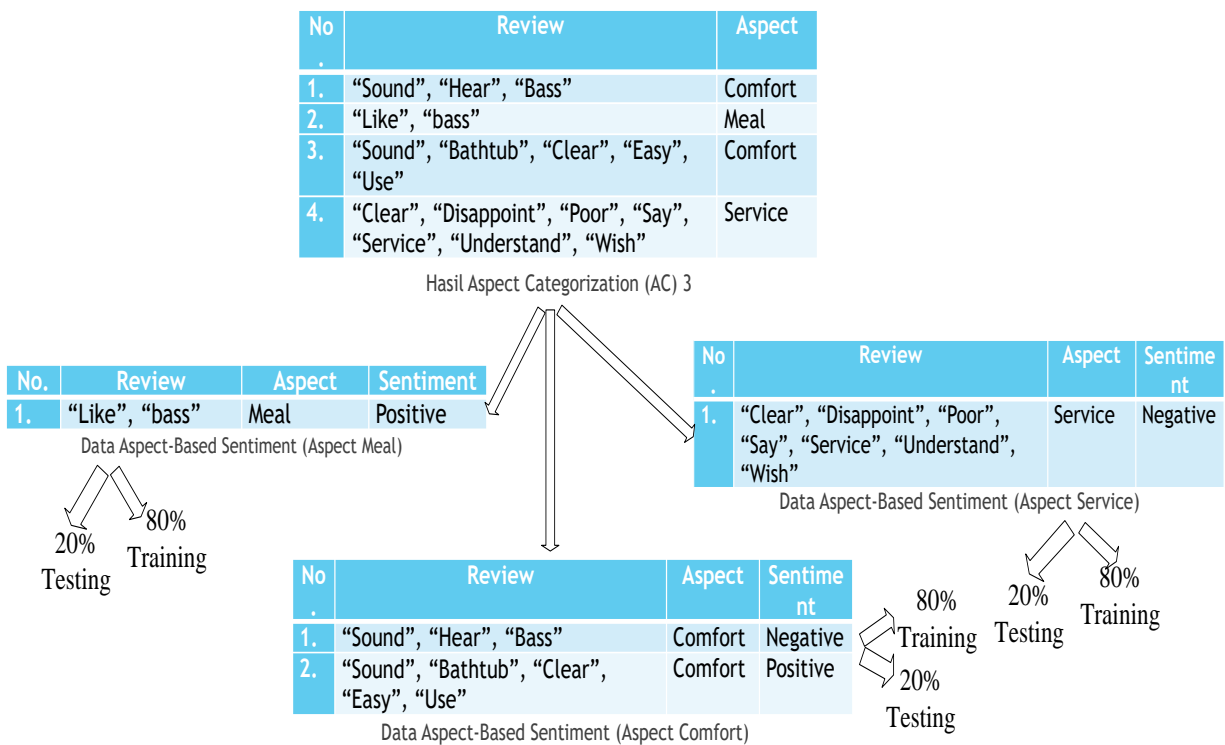 No. Review Aspect
1. “Sound”, “Hear”, “Bass” Comfort
2. “Like”, “bass” Meal
3. “Sound”, “Bathtub”, “Clear”, “Easy”, Comfort
“Use”
4. “Clear”, “Disappoint”, “Poor”, “Say”, Service
“Service”, “Understand”, “Wish”
Hasil Aspect Categorization (AC) 3
No. Review Aspect Sentiment
1. “Like”, “bass” Meal Positive
Data Aspect-Based Sentiment (Aspect Meal)
20%
Testing
80%
Training
No. Review Aspect Sentiment
1. “Clear”, “Disappoint”, “Poor”, Service Negative
“Say”, “Service”, “Understand”,
“Wish”
Data Aspect-Based Sentiment (Aspect Service)
20%
Testing
80%
Training
No. Review Aspect Sentiment
1. “Sound”, “Hear”, “Bass” Comfort Negative
2. “Sound”, “Bathtub”, “Clear”, Comfort Positive
“Easy”, “Use”
Data Aspect-Based Sentiment (Aspect Comfort)
80%
Training
20%
Testing